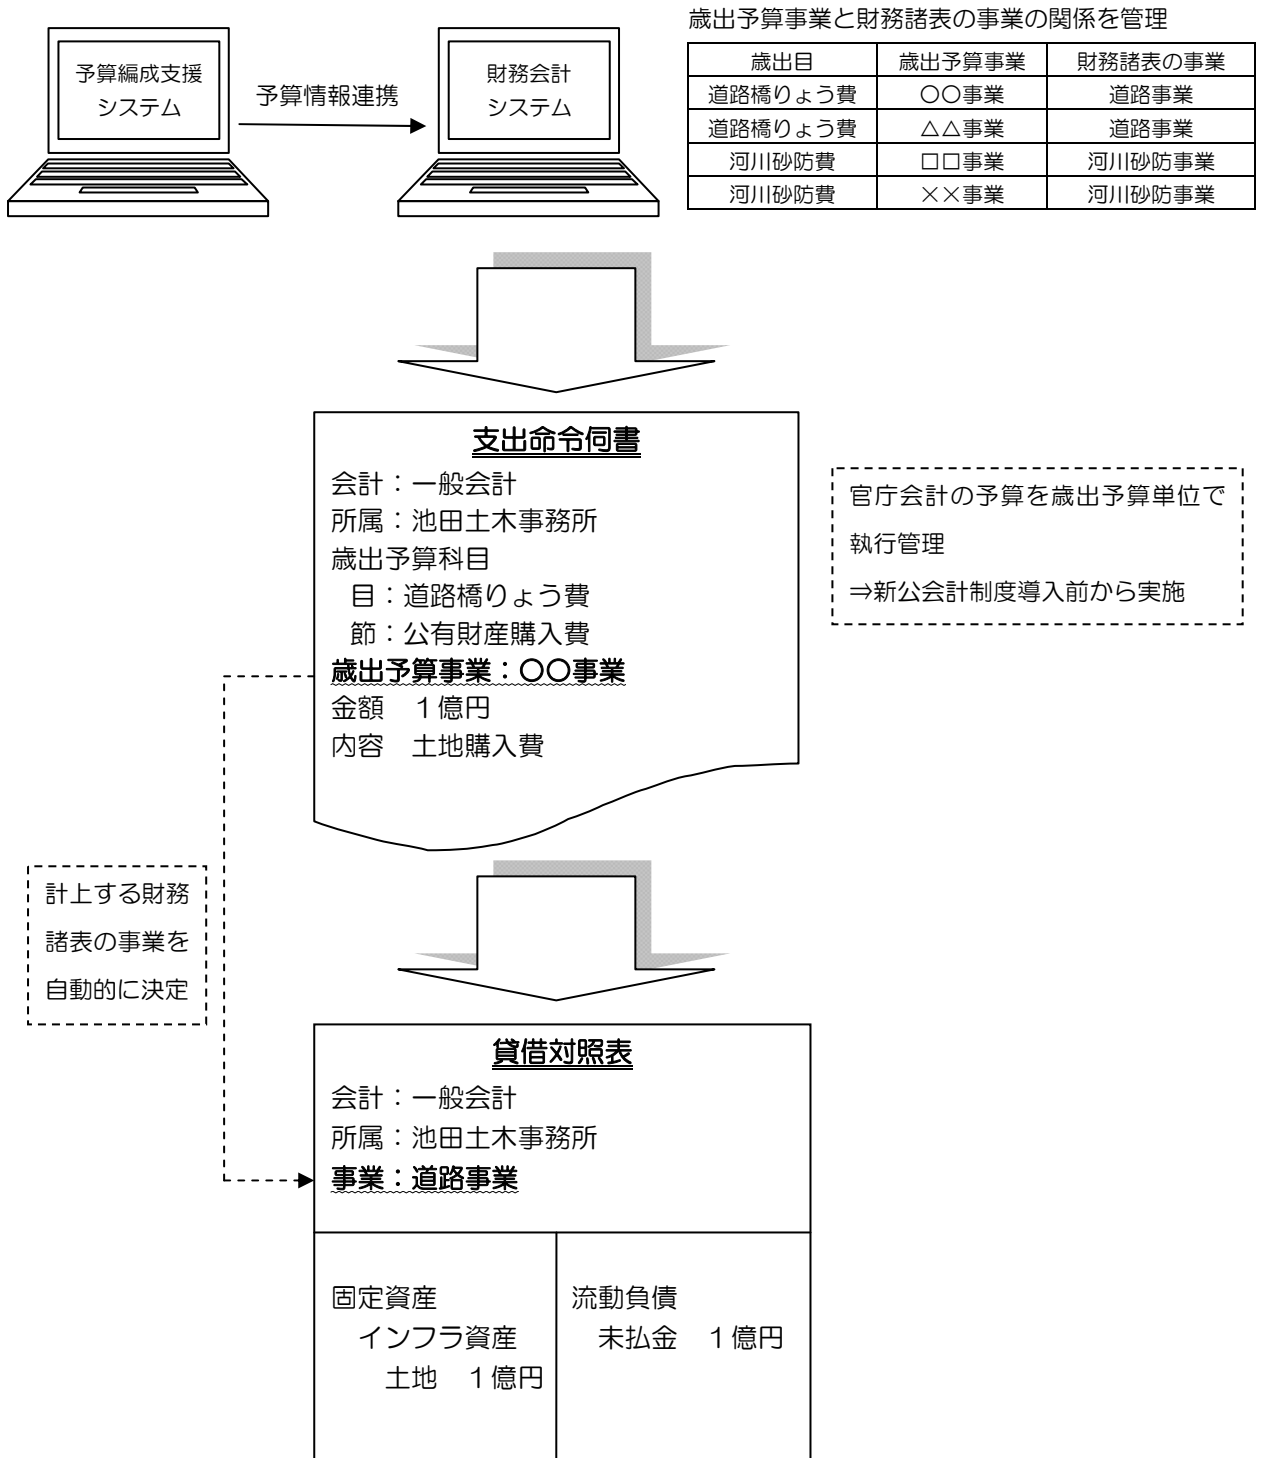 歳出予算事業と財務諸表の事業の関係を管理
予算編成支援
システム
予算情報連携
財務会計
システム
歳出目 歳出予算事業 財務諸表の事業
道路橋りょう費 〇〇事業 道路事業
道路橋りょう費 △△事業 道路事業
河川砂防費 □□事業 河川砂防事業
河川砂防費 ××事業 河川砂防事業
支出命令伺書
会計：一般会計
所属：池田土木事務所
歳出予算科目
目：道路橋りょう費
節：公有財産購入費
歳出予算事業：〇〇事業
金額 １億円
内容 土地購入費
官庁会計の予算を歳出予算単位で
執行管理
⇒新公会計制度導入前から実施
計上する財務
諸表の事業を
自動的に決定
貸借対照表
会計：一般会計
所属：池田土木事務所
事業：道路事業
固定資産
インフラ資産
土地 １億円
流動負債
未払金 １億円